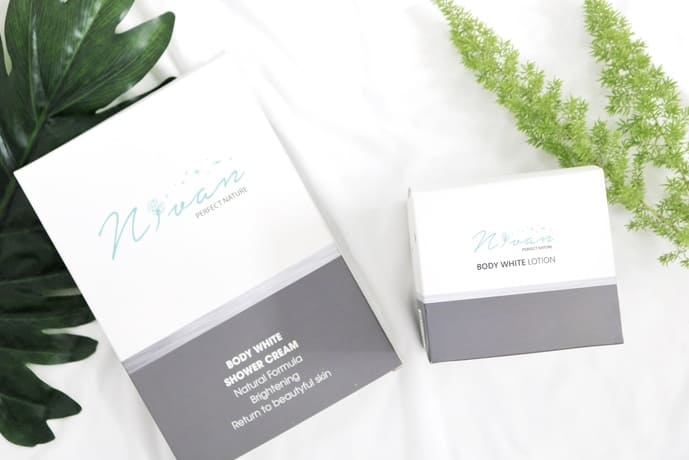 Nivan
PERFECT NATURE
BODY WHITE
SHOWER CREAM
Natural Formula
Brightening
Return to beautyful skin
Nivan
PERFECT NATURE
BODY WHITE LOTION